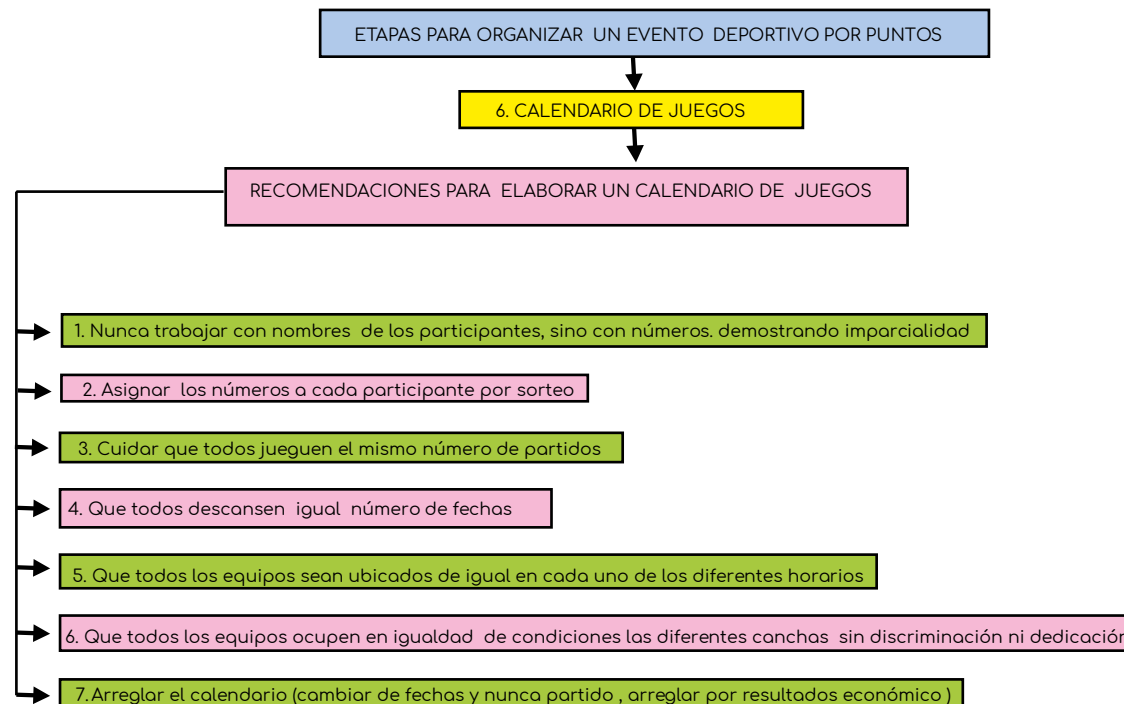 ETAPAS PARA ORGANIZAR UN EVENTO DEPORTIVO POR PUNTOS
6. CALENDARIO DE JUEGOS
RECOMENDACIONES PARA ELABORAR UN CALENDARIO DE JUEGOS
1. Nunca trabajar con nombres de los participantes, sino con números. demostrando imparcialidad
2. Asignar los números a cada participante por sorteo
3. Cuidar que todos jueguen el mismo número de partidos
4. Que todos descansen igual número de fechas
5. Que todos los equipos sean ubicados de igual en cada uno de los diferentes horarios
6. Que todos los equipos ocupen en igualdad de condiciones las diferentes canchas sin discriminación ni dedicación
7. Arreglar el calendario (cambiar de fechas y nunca partido , arreglar por resultados económico )